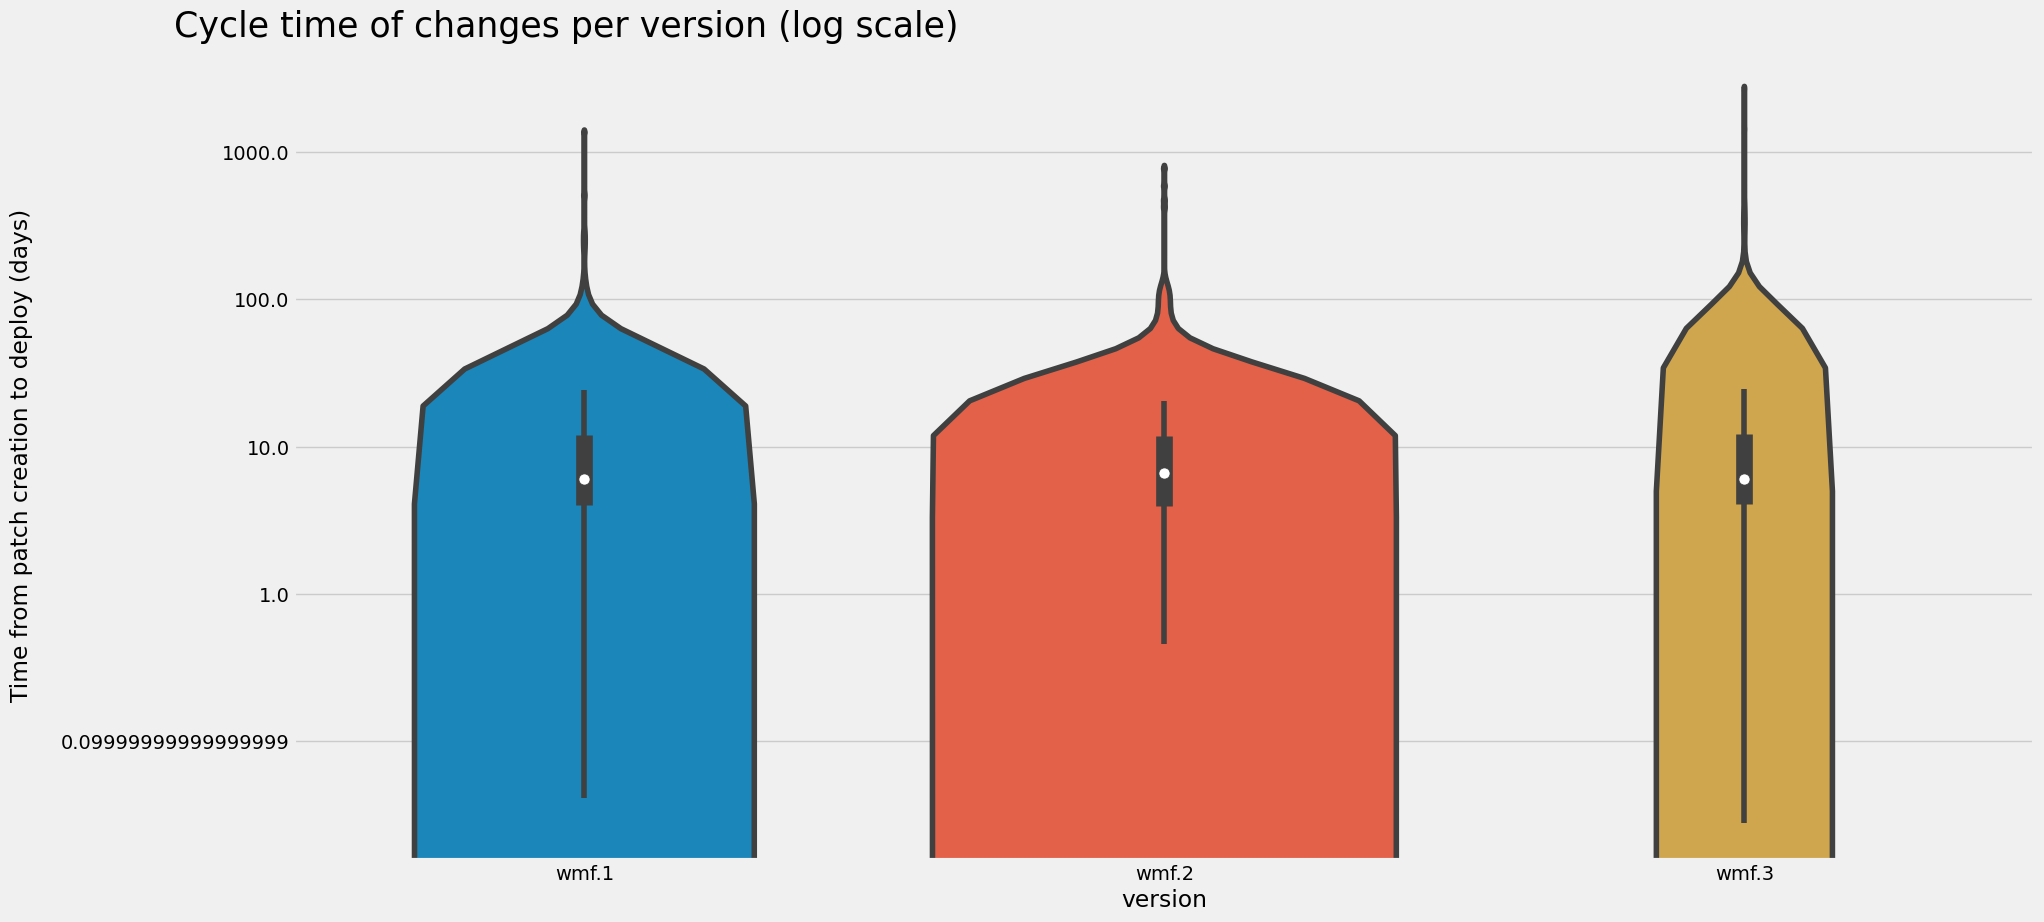 Cycle time of changes per version (log scale)
Time from patch creation to deploy (days)
1000.0
100.0
10.0
1.0
0.09999999999999999
wmf.1
wmf.2
wmf.3
version